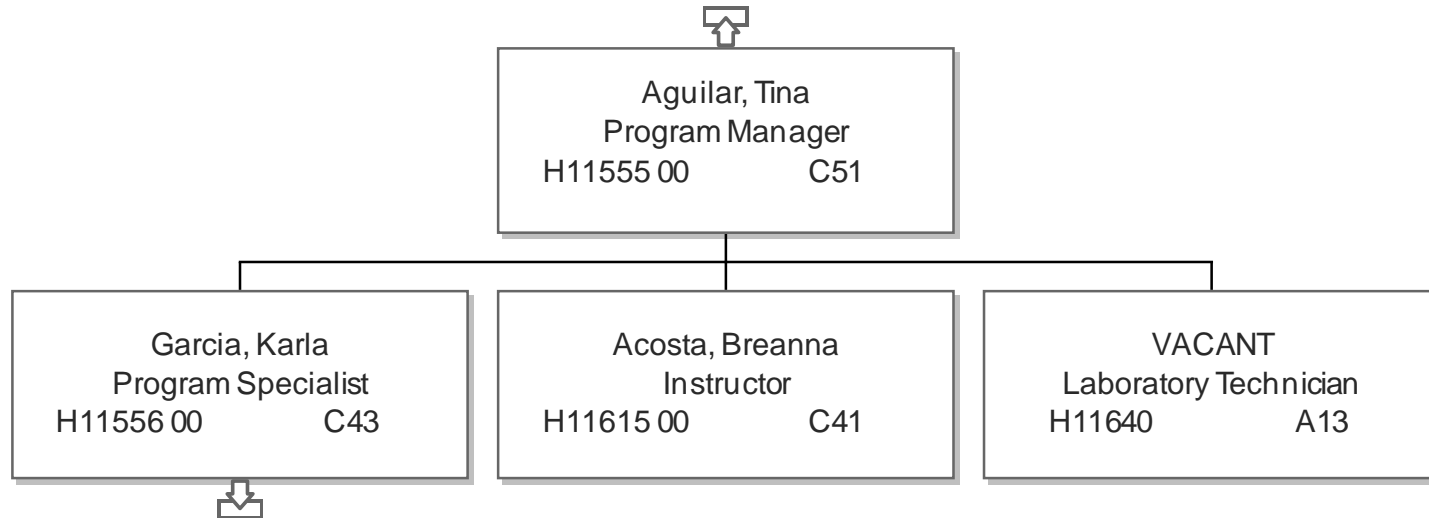 Aguilar, Tina
Program Manager
H11555 00 C51
Garcia, Karla
Program Specialist
H11556 00 C43
Acosta, Breanna
Instructor
H11615 00 C41
VACANT
Laboratory Technician
H11640 A13